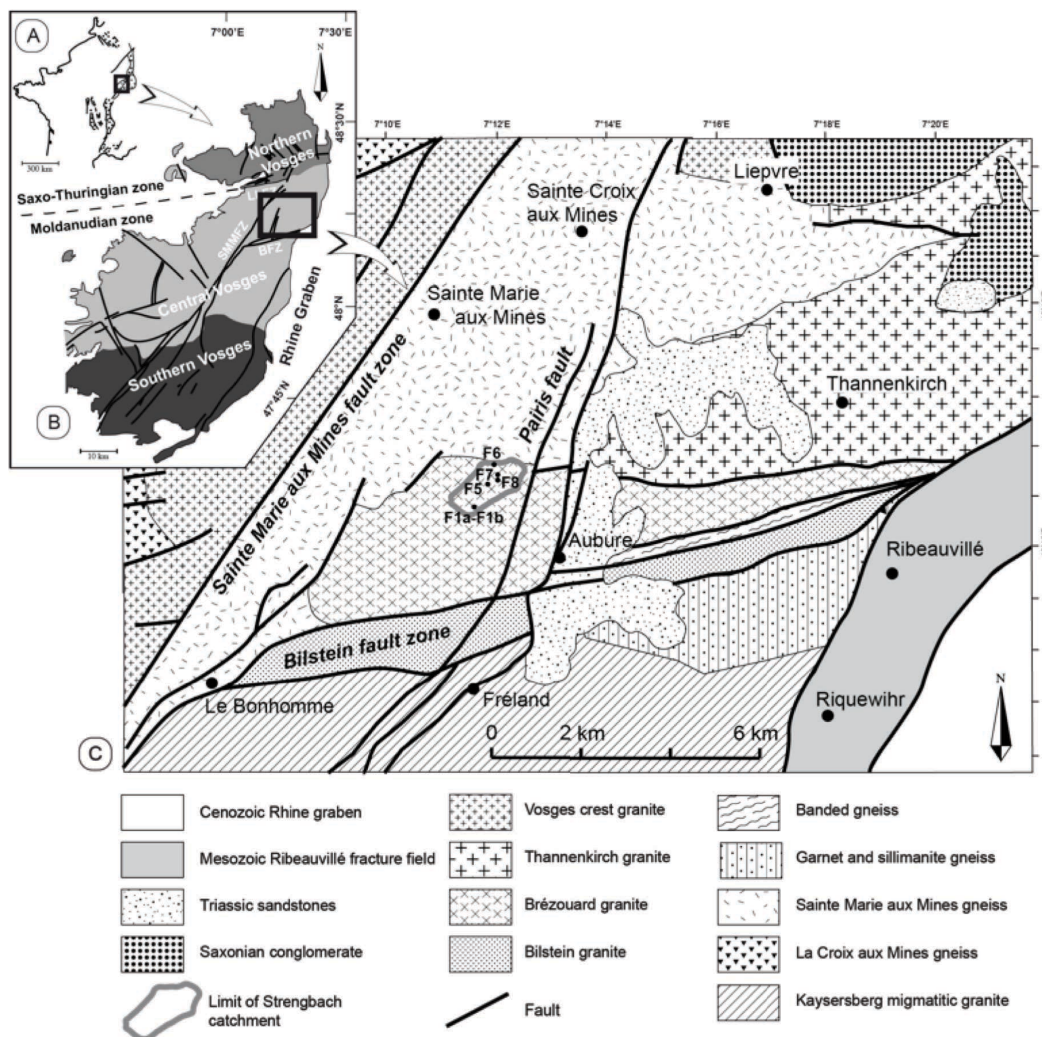 A
7°00
7°30
N
48°30
300 km
Northern
Vosges
Saxo-Thuringian zone
Moldanudian zone
SMMFZ
BFZ
Central Vosges
48°N
Rhine Graben
Southern Vosges
47°45'N
B
10 km
7°10'
7°12'
7°14'
7°16'
7°18'
7°20'
Liepvre
Sainte Croix
aux Mines
Sainte Marie
aux Mines
Sainte Marie aux Mines fault zone
Pairis fault
Thannenkirch
F6
F7
F5
F8
F1a-F1b
Aubure
Ribeauvillé
Bilstein fault zone
Le Bonhomme
Fréland
Riquewihr
N
0
2 km
6 km
C
Cenozoic Rhine graben
Vosges crest granite
Banded gneiss
Mesozoic Ribeauvillé fracture field
Thannenkirch granite
Garnet and sillimanite gneiss
Triassic sandstones
Brézouard granite
Sainte Marie aux Mines gneiss
Saxonian conglomerate
Bilstein granite
La Croix aux Mines gneiss
Limit of Strengbach
catchment
Fault
Kaysersberg migmatitic granite